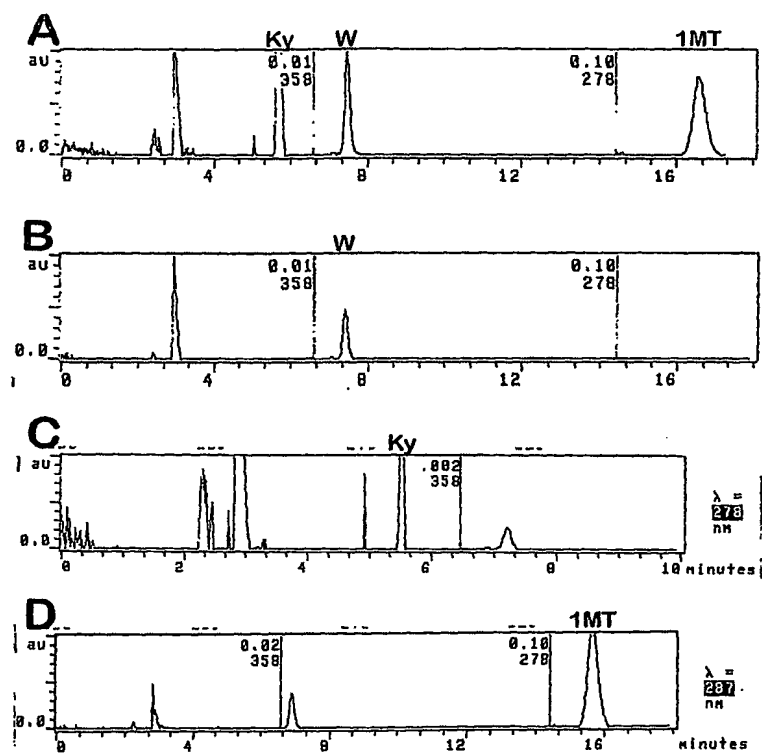 A
Ky W 1MT
au
0.01
358
0.10
278
0.0
0 4 8 12 16
B
W
au
0.01
358
0.10
278
0.0
0 4 8 12 16
C
Ky
au
.002
358
λ =
278
nm
0.0
0 2 4 6 8 10 minutes
D
1MT
au
0.02
358
0.10
278
λ =
287
nm
0.0
0 4 8 12 16 minutes